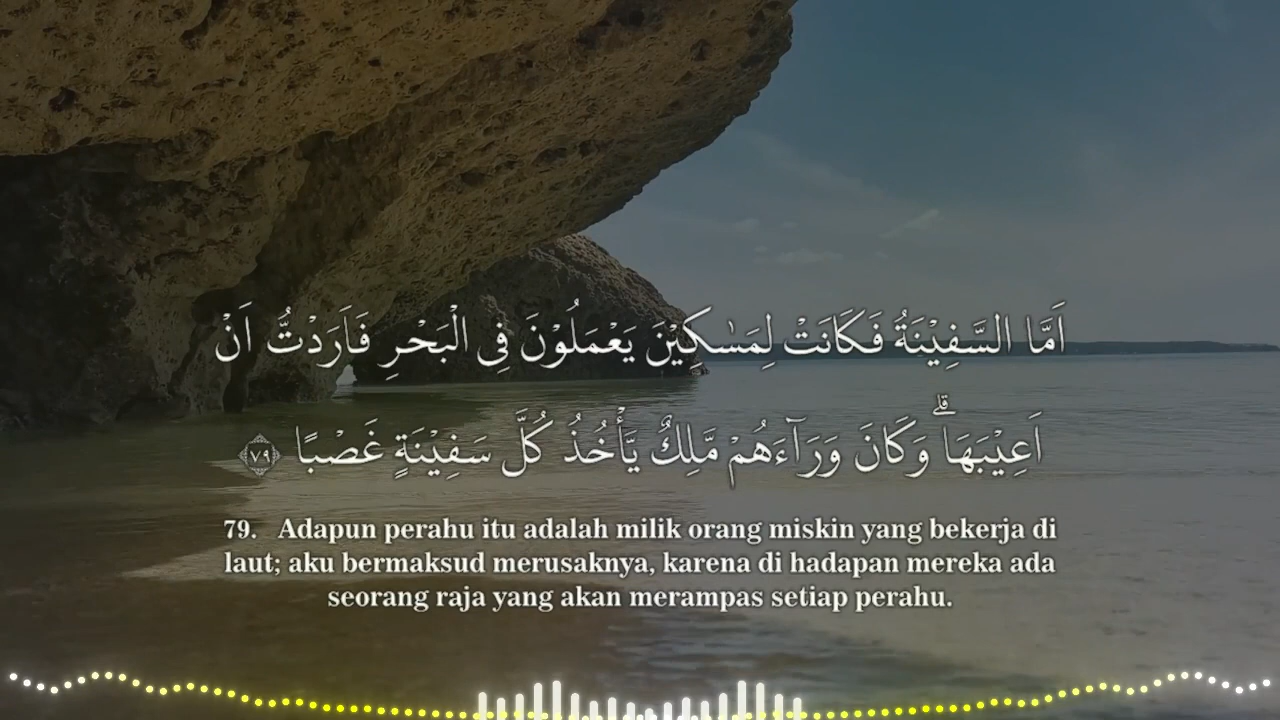 اَمَّا السَّفِيْنَةُ فَكَانَتْ لِمَسٰكِيْنَ يَعْمَلُوْنَ فِى الْبَحْرِ فَاَرَدْتُّ اَنْ
اَعِيْبَهَاۗ وَكَانَ وَرَاۤءَهُمْ مَّلِكٌ يَّأْخُذُ كُلَّ سَفِيْنَةٍ غَصْبًا ٧٩
79. Adapun perahu itu adalah milik orang miskin yang bekerja di
laut; aku bermaksud merusaknya, karena di hadapan mereka ada
seorang raja yang akan merampas setiap perahu.